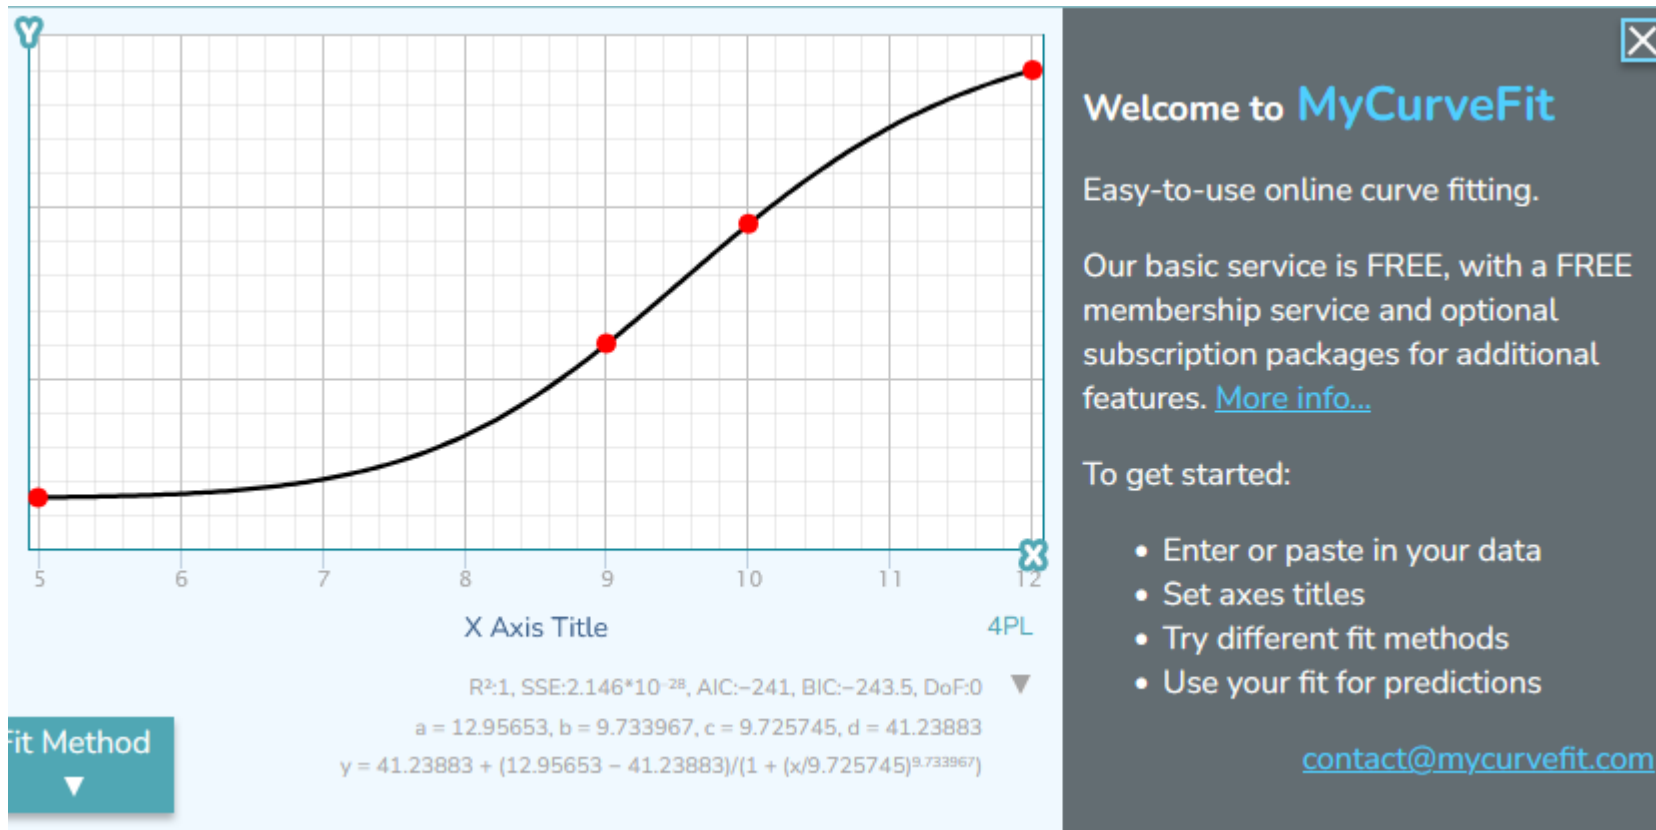 Y
5 6 7 8 9 10 11 12
X
X Axis Title
4PL
R²:1, SSE:2.146*10⁻²⁸, AIC:−241, BIC:−243.5, DoF:0 ▼
a = 12.95653, b = 9.733967, c = 9.725745, d = 41.23883
y = 41.23883 + (12.95653 − 41.23883)/(1 + (x/9.725745)⁹·⁷³³⁹⁶⁷)
Fit Method
▼
Welcome to MyCurveFit
Easy-to-use online curve fitting.
Our basic service is FREE, with a FREE
membership service and optional
subscription packages for additional
features. More info...
To get started:
• Enter or paste in your data
• Set axes titles
• Try different fit methods
• Use your fit for predictions
contact@mycurvefit.com